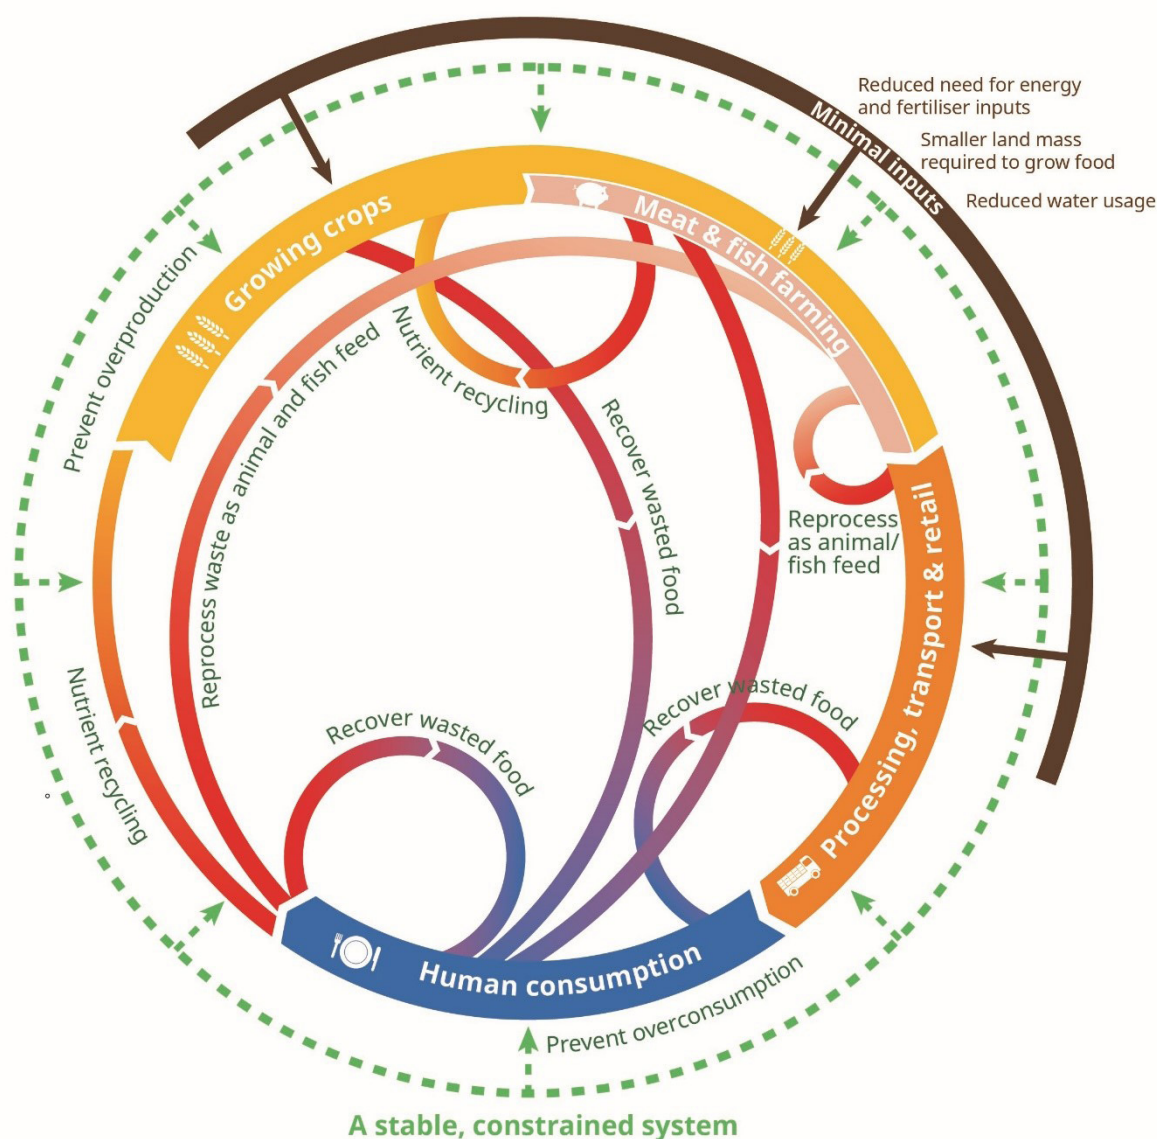 Reduced need for energy
and fertiliser inputs
Minimal inputs
Smaller land mass
required to grow food
Reduced water usage
Growing crops
Meat & fish farming
Prevent overproduction
Nutrient recycling
Reprocess waste as animal and fish feed
Recover wasted food
Reprocess
as animal/
fish feed
Processing, transport & retail
Nutrient recycling
Recover wasted food
Recover wasted food
Human consumption
Prevent overconsumption
A stable, constrained system